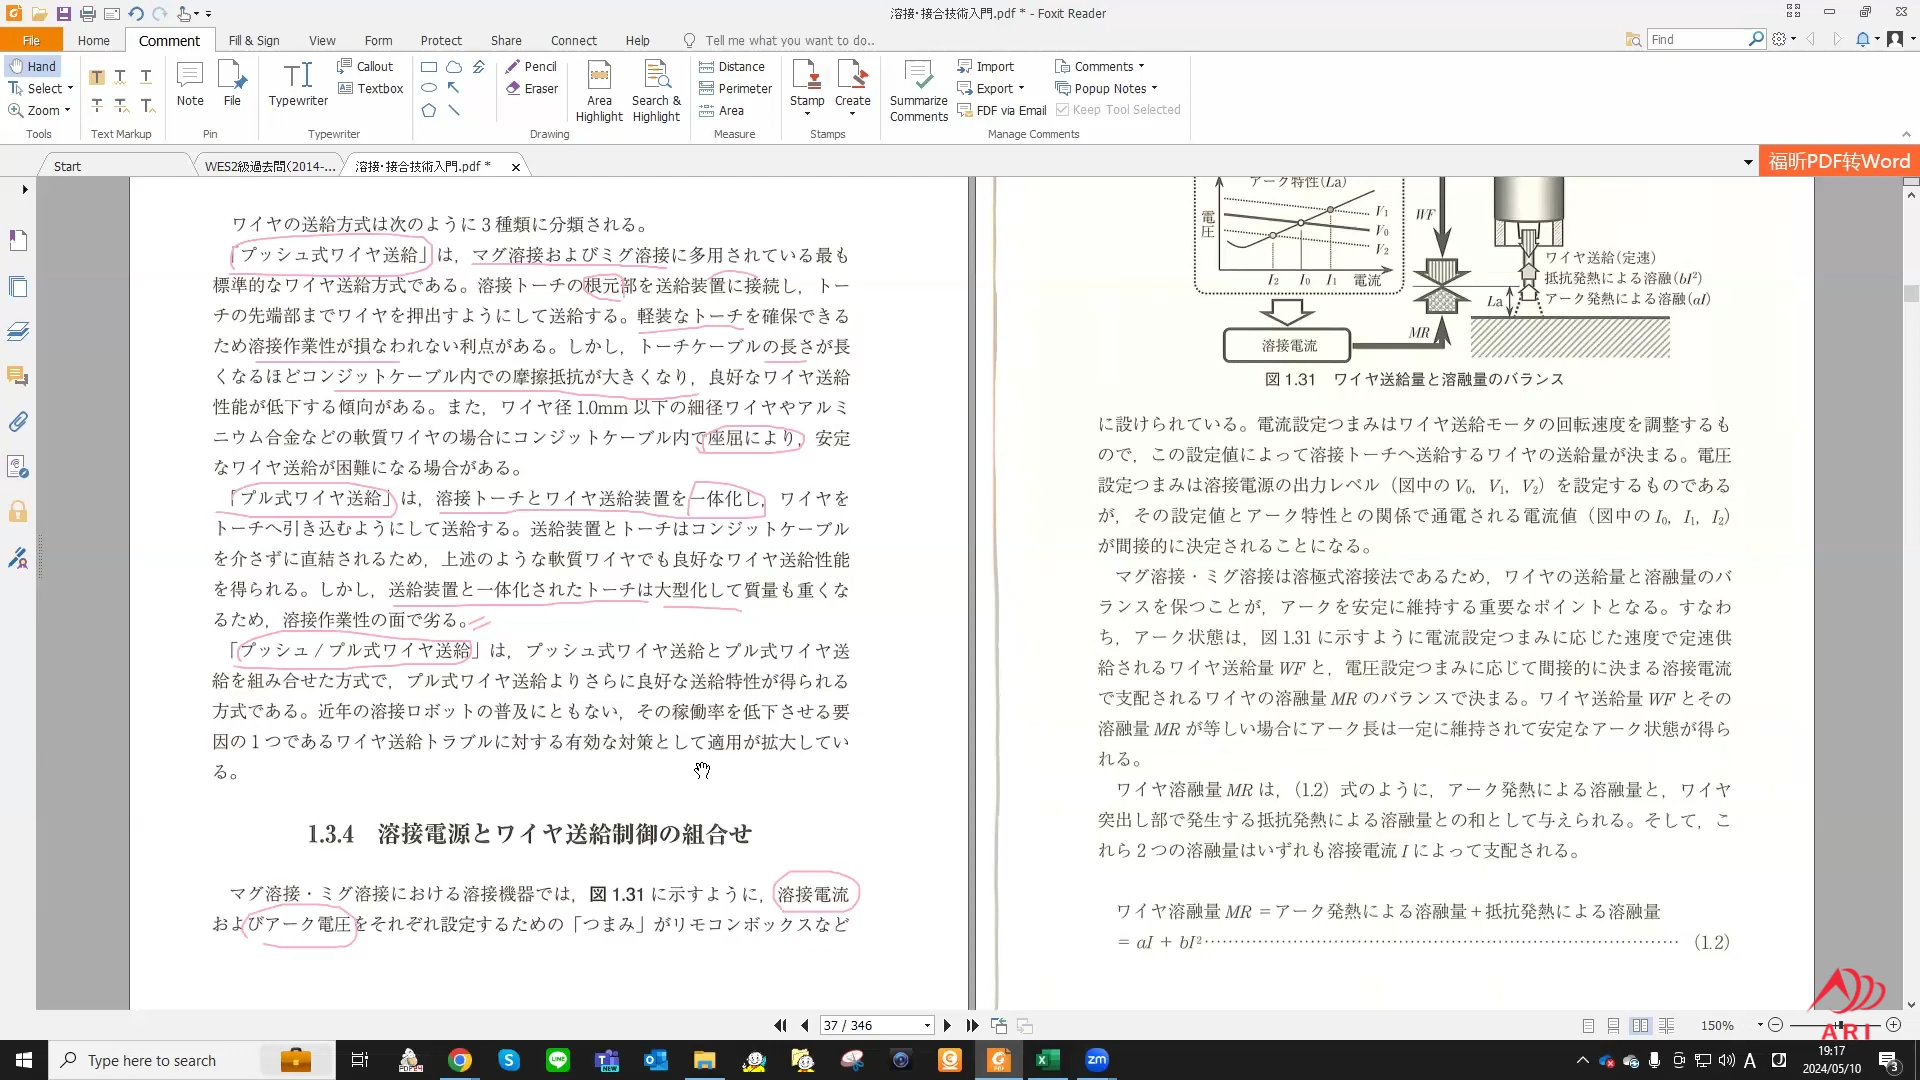 溶接・接合技術入門.pdf * - Foxit Reader
File Home Comment Fill & Sign View Form Protect Share Connect Help Tell me what you want to do..
Find
Hand
Select
Zoom
Tools
Text Markup
Note
File
Pin
Typewriter
Callout
Textbox
Typewriter
Pencil
Eraser
Area Highlight
Search & Highlight
Drawing
Distance
Perimeter
Area
Measure
Stamp
Create
Stamps
Summarize Comments
Import
Export
FDF via Email
Comments
Popup Notes
Keep Tool Selected
Manage Comments
Start
WES2級過去問(2014-...
溶接・接合技術入門.pdf *
福昕PDF转Word
ワイヤの送給方式は次のように3種類に分類される。
「プッシュ式ワイヤ送給」は，マグ溶接およびミグ溶接に多用されている最も
標準的なワイヤ送給方式である。溶接トーチの根元部を送給装置に接続し，トー
チの先端部までワイヤを押出すようにして送給する。軽装なトーチを確保できる
ため溶接作業性が損なわれない利点がある。しかし，トーチケーブルの長さが長
くなるほどコンジットケーブル内での摩擦抵抗が大きくなり，良好なワイヤ送給
性能が低下する傾向がある。また，ワイヤ径1.0mm 以下の細径ワイヤやアルミ
ニウム合金などの軟質ワイヤの場合にコンジットケーブル内で座屈により，安定
なワイヤ送給が困難になる場合がある。
「プル式ワイヤ送給」は，溶接トーチとワイヤ送給装置を一体化し，ワイヤを
トーチへ引き込むようにして送給する。送給装置とトーチはコンジットケーブル
を介さずに直結されるため，上述のような軟質ワイヤでも良好なワイヤ送給性能
を得られる。しかし，送給装置と一体化されたトーチは大型化して質量も重くな
るため，溶接作業性の面で劣る。
「プッシュ / プル式ワイヤ送給」は，プッシュ式ワイヤ送給とプル式ワイヤ送
給を組み合せた方式で，プル式ワイヤ送給よりさらに良好な送給特性が得られる
方式である。近年の溶接ロボットの普及にともない，その稼働率を低下させる要
因の1つであるワイヤ送給トラブルに対する有効な対策として適用が拡大してい
る。
1.3.4 溶接電源とワイヤ送給制御の組合せ
マグ溶接・ミグ溶接における溶接機器では，図 1.31 に示すように，溶接電流
およびアーク電圧をそれぞれ設定するための「つまみ」がリモコンボックスなど
アーク特性(La)
電圧
V1
V0
V2
I2 I0 I1 電流
溶接電流
WF
MR
La
ワイヤ送給(定速)
抵抗発熱による溶融(bI²)
アーク発熱による溶融(aI)
図 1.31 ワイヤ送給量と溶融量のバランス
に設けられている。電流設定つまみはワイヤ送給モータの回転速度を調整するも
ので，この設定値によって溶接トーチへ送給するワイヤの送給量が決まる。電圧
設定つまみは溶接電源の出力レベル（図中の V0, V1, V2）を設定するものである
が，その設定値とアーク特性との関係で通電される電流値（図中の I0, I1, I2）
が間接的に決定されることになる。
マグ溶接・ミグ溶接は溶極式溶接法であるため，ワイヤの送給量と溶融量のバ
ランスを保つことが，アークを安定に維持する重要なポイントとなる。すなわ
ち，アーク状態は，図 1.31 に示すように電流設定つまみに応じた速度で定速供
給されるワイヤ送給量 WF と，電圧設定つまみに応じて間接的に決まる溶接電流
で支配されるワイヤの溶融量 MR のバランスで決まる。ワイヤ送給量 WF とその
溶融量 MR が等しい場合にアーク長は一定に維持されて安定なアーク状態が得ら
れる。
ワイヤ溶融量 MR は，（1.2）式のように，アーク発熱による溶融量と，ワイヤ
突出し部で発生する抵抗発熱による溶融量との和として与えられる。そして，こ
れら2つの溶融量はいずれも溶接電流 I によって支配される。
ワイヤ溶融量 MR ＝アーク発熱による溶融量＋抵抗発熱による溶融量
= aI + bI² …… （1.2）
37 / 346
150%
ARI
Type here to search
19:17
2024/05/10